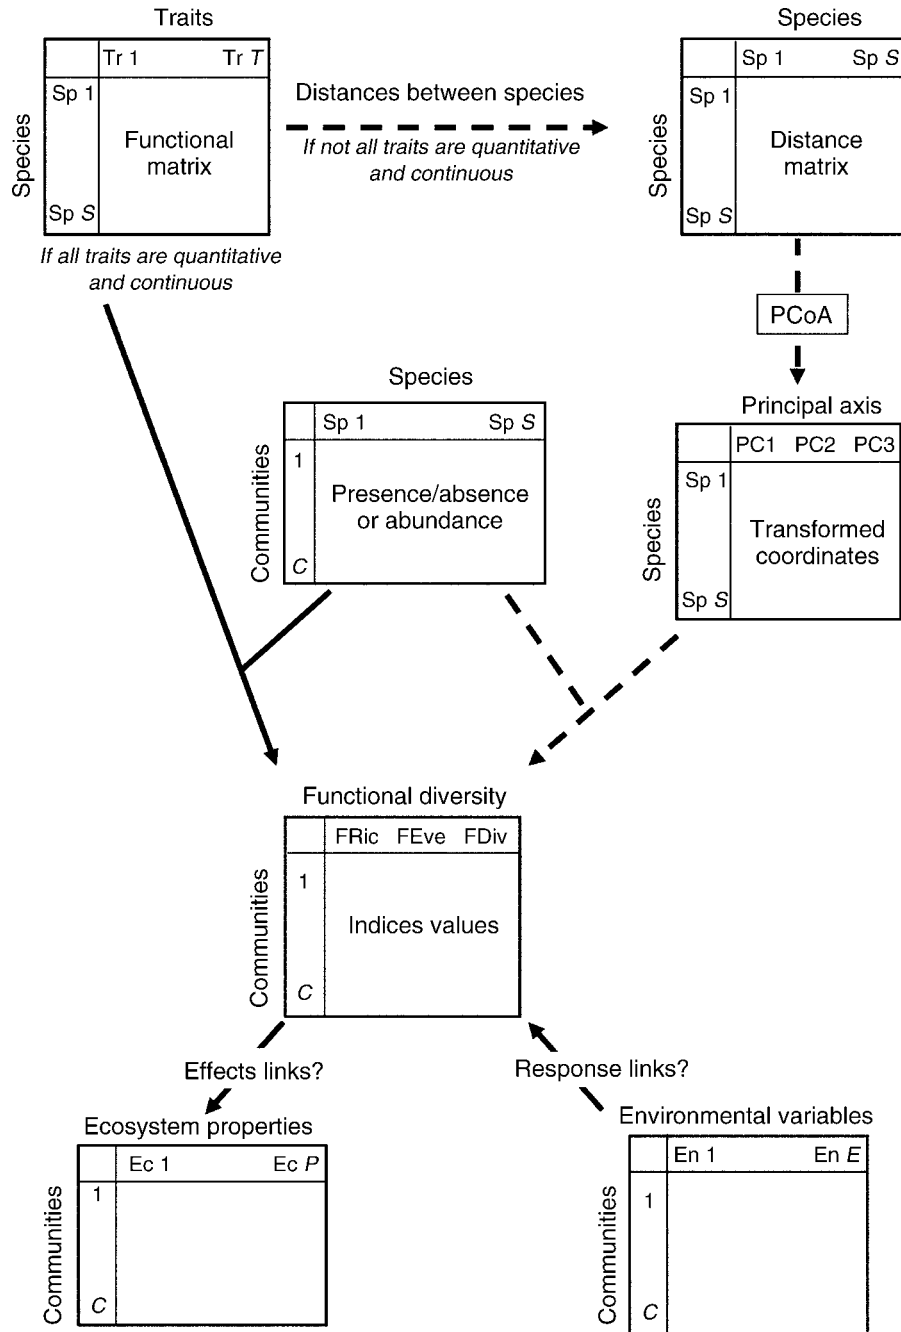 Traits
Tr 1 Tr T
Species
Sp 1
Functional
matrix
Sp S
Distances between species
If not all traits are quantitative
and continuous
Species
Sp 1 Sp S
Species
Sp 1
Distance
matrix
Sp S
If all traits are quantitative
and continuous
PCoA
Species
Sp 1 Sp S
Communities
1
Presence/absence
or abundance
C
Principal axis
PC1 PC2 PC3
Species
Sp 1
Transformed
coordinates
Sp S
Functional diversity
FRic FEve FDiv
Communities
1
Indices values
C
Effects links?
Response links?
Ecosystem properties
Ec 1 Ec P
Communities
1
C
Environmental variables
En 1 En E
Communities
1
C